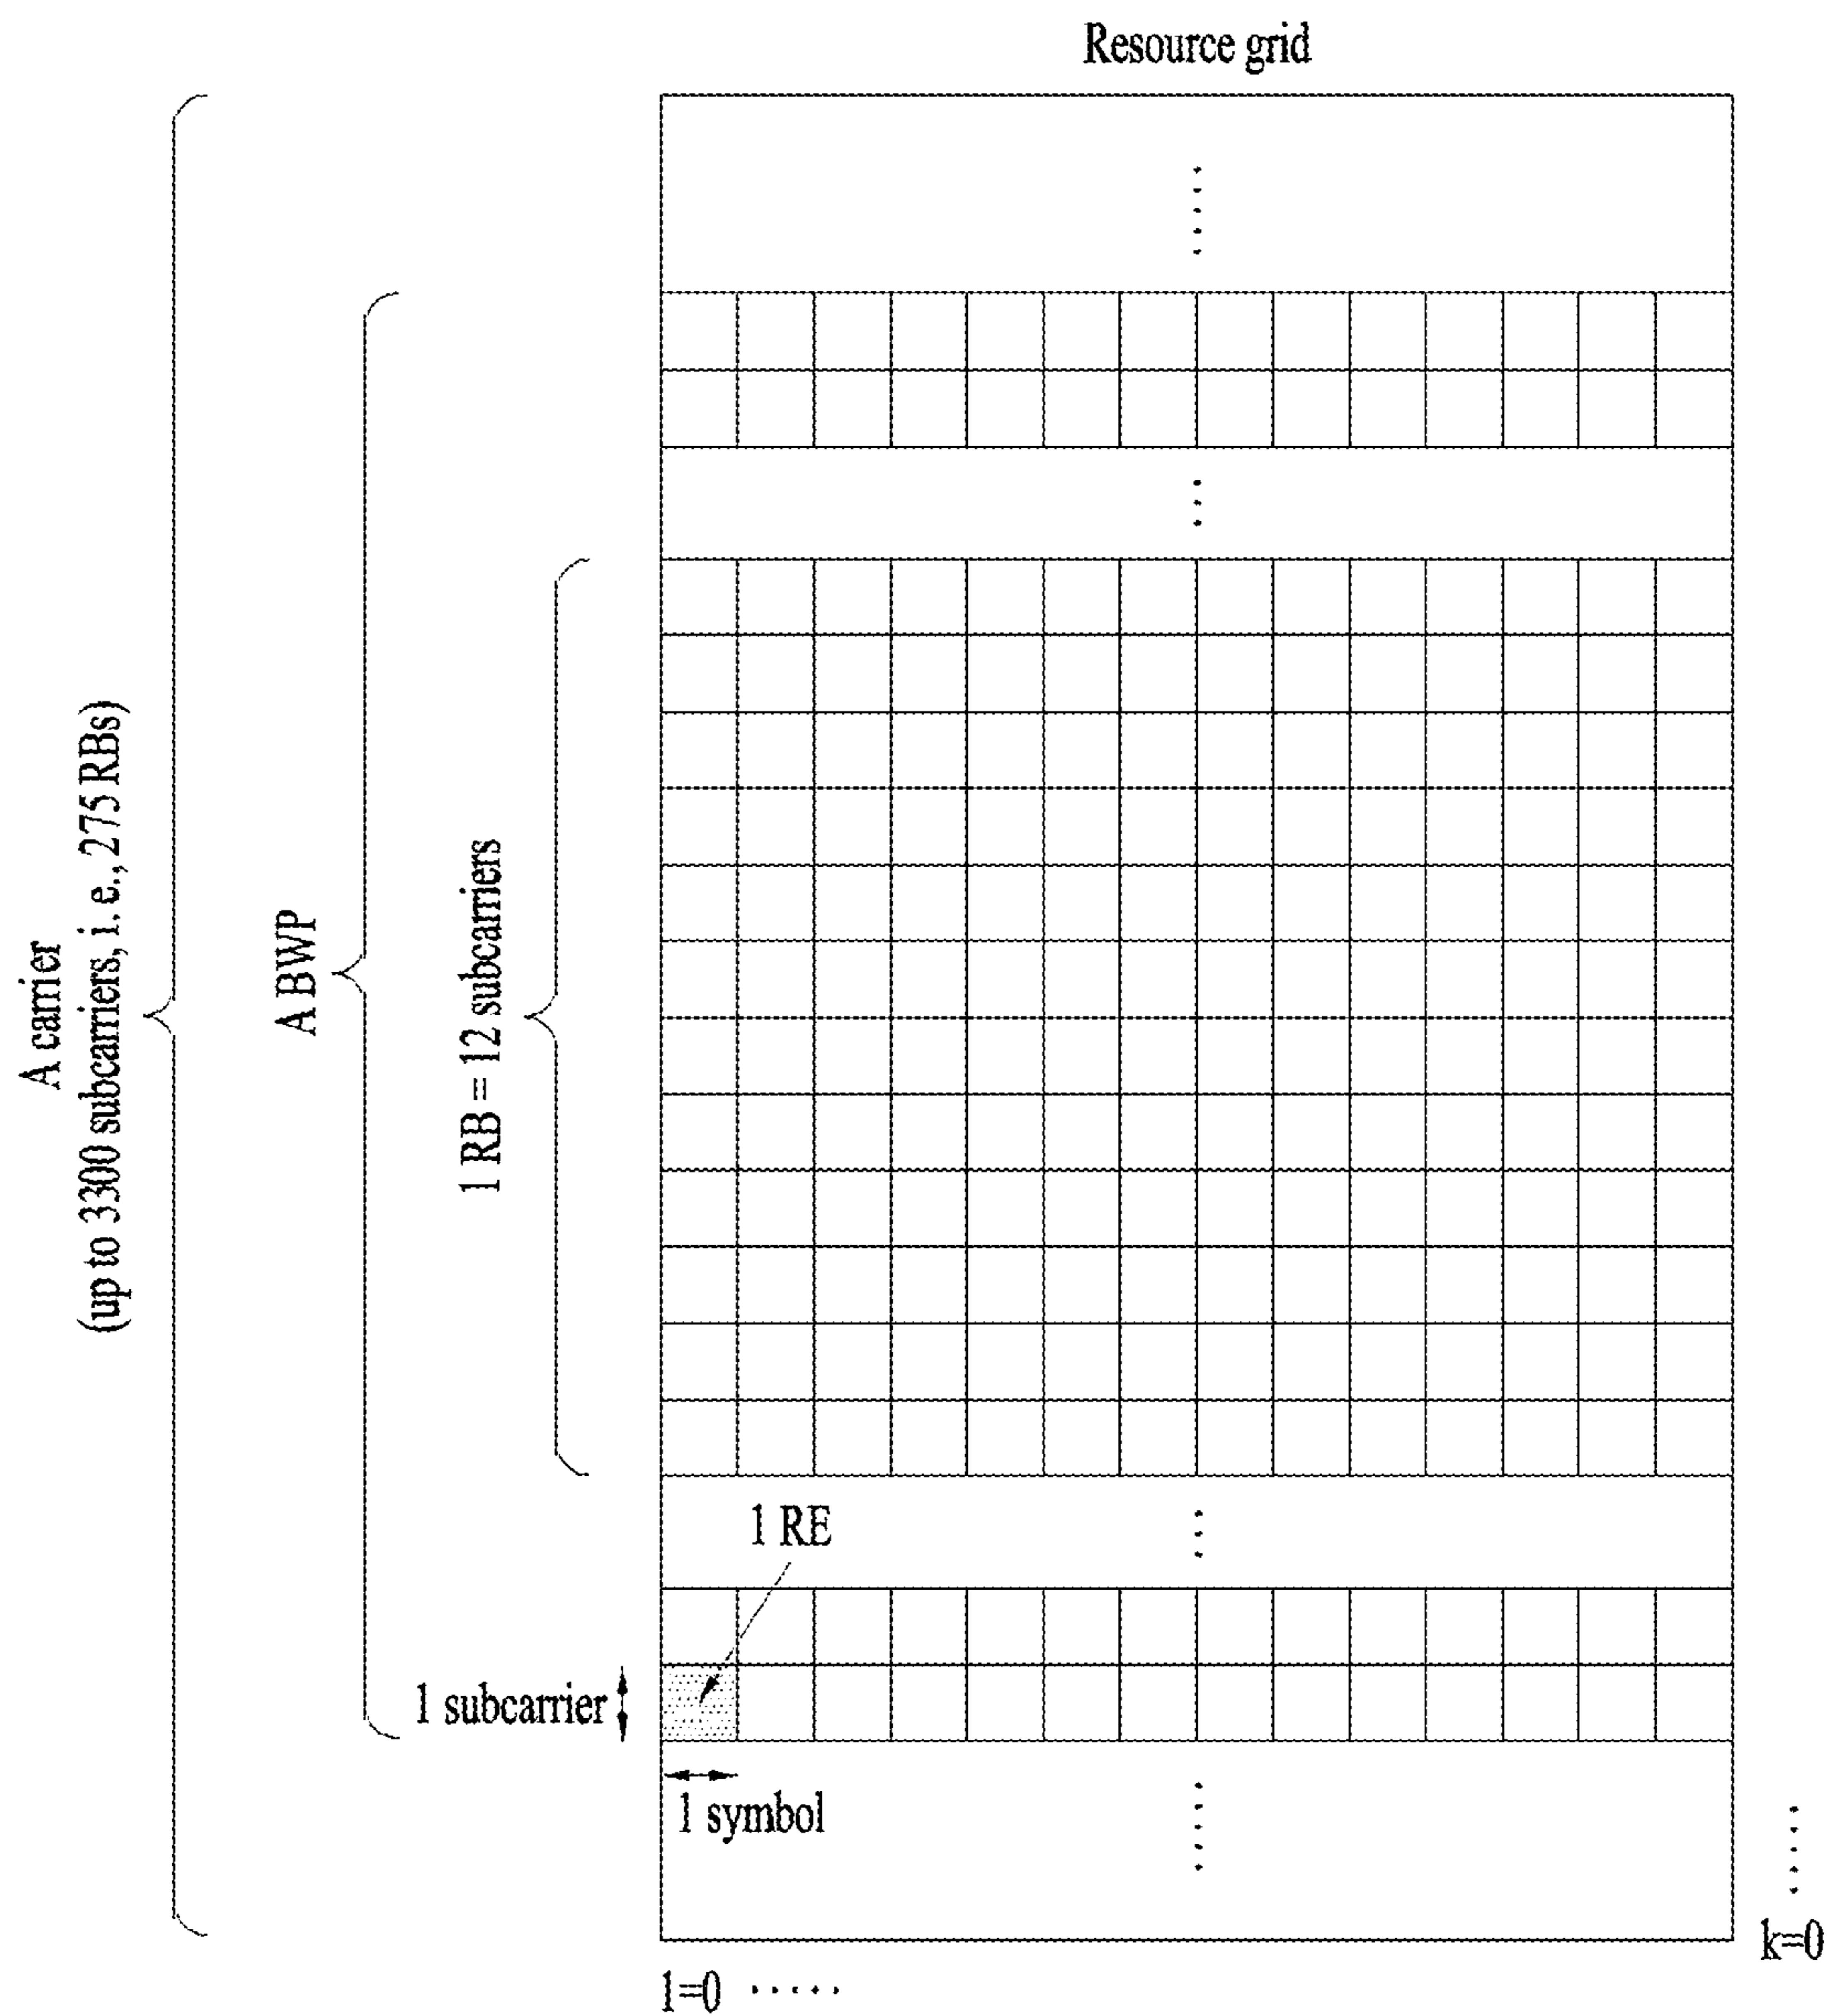 Resource grid
A carrier
(up to 3300 subcarriers, i. e., 275 RBs)
A BWP
1 RB = 12 subcarriers
1 RE
1 subcarrier
1 symbol
k=0
l=0 ·····